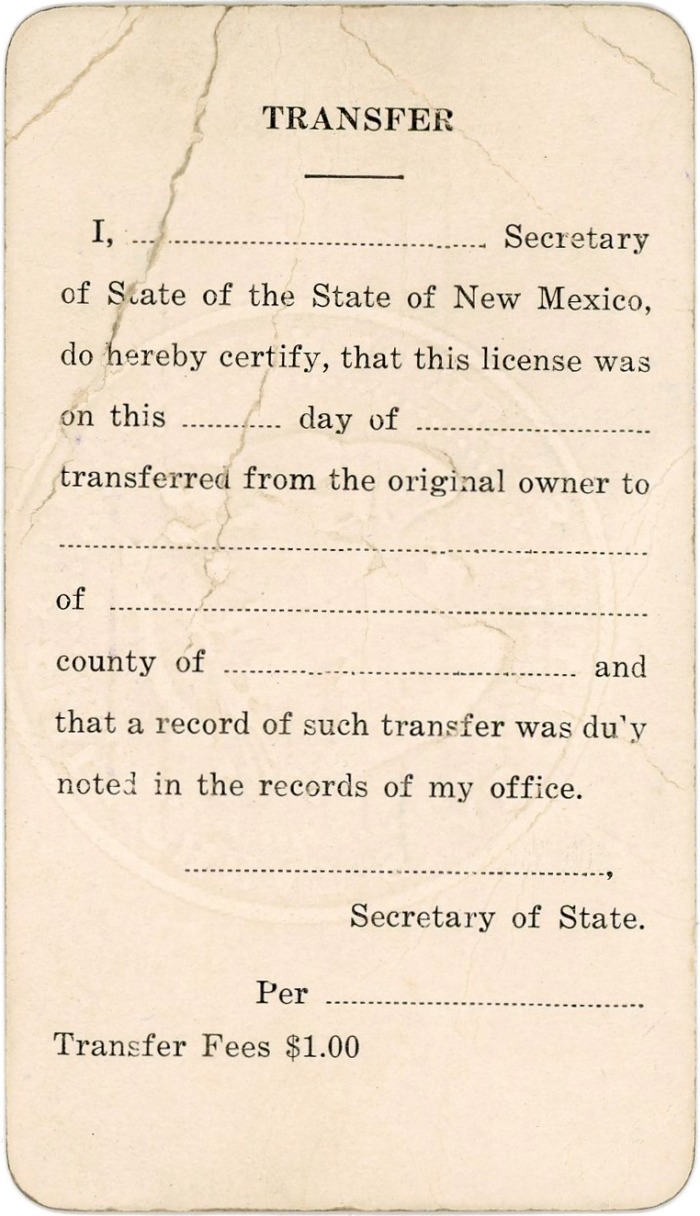 TRANSFER
I, .................................... Secretary
of State of the State of New Mexico,
do hereby certify, that this license was
on this ........... day of ..........................
transferred from the original owner to
..................................................................
of ............................................................
county of ........................................ and
that a record of such transfer was du'y
noted in the records of my office.
................................................,
Secretary of State.
Per ....................................
Transfer Fees $1.00